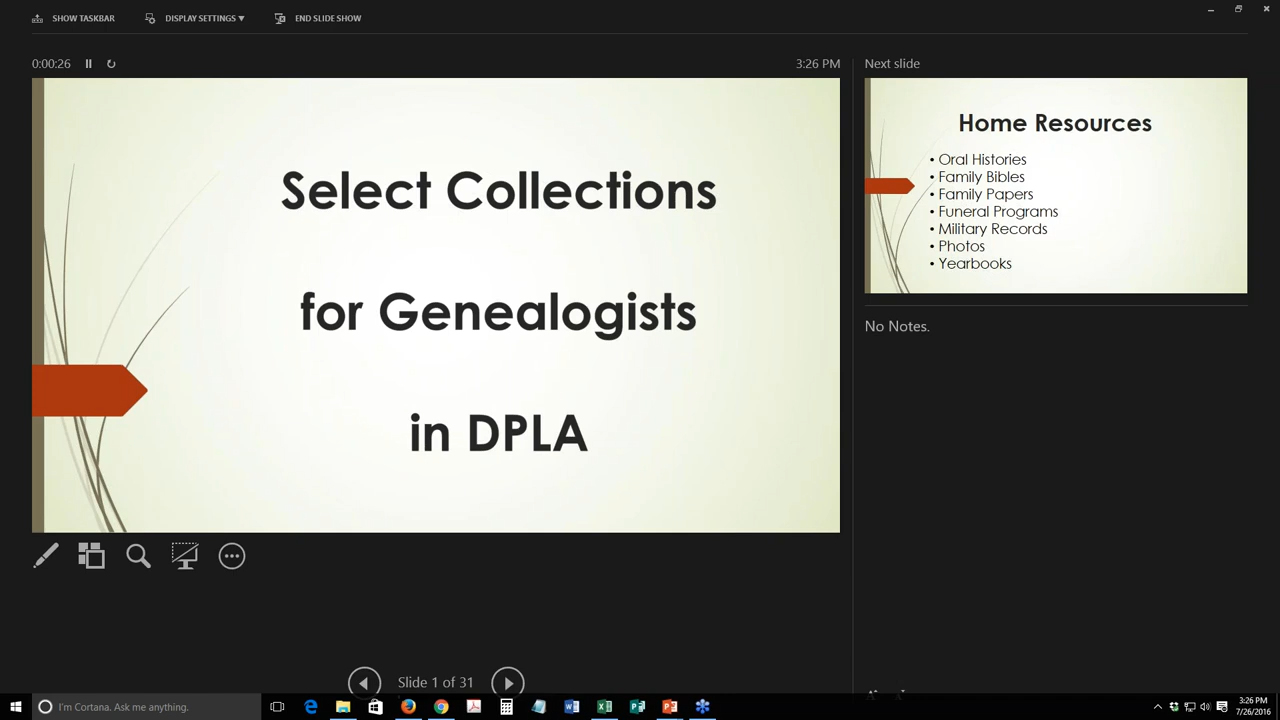 SHOW TASKBAR
DISPLAY SETTINGS ▼
END SLIDE SHOW
0:00:26
3:26 PM
Next slide
Select Collections
for Genealogists
in DPLA
Home Resources
• Oral Histories
• Family Bibles
• Family Papers
• Funeral Programs
• Military Records
• Photos
• Yearbooks
No Notes.
Slide 1 of 31
I'm Cortana. Ask me anything.
3:26 PM
7/26/2016